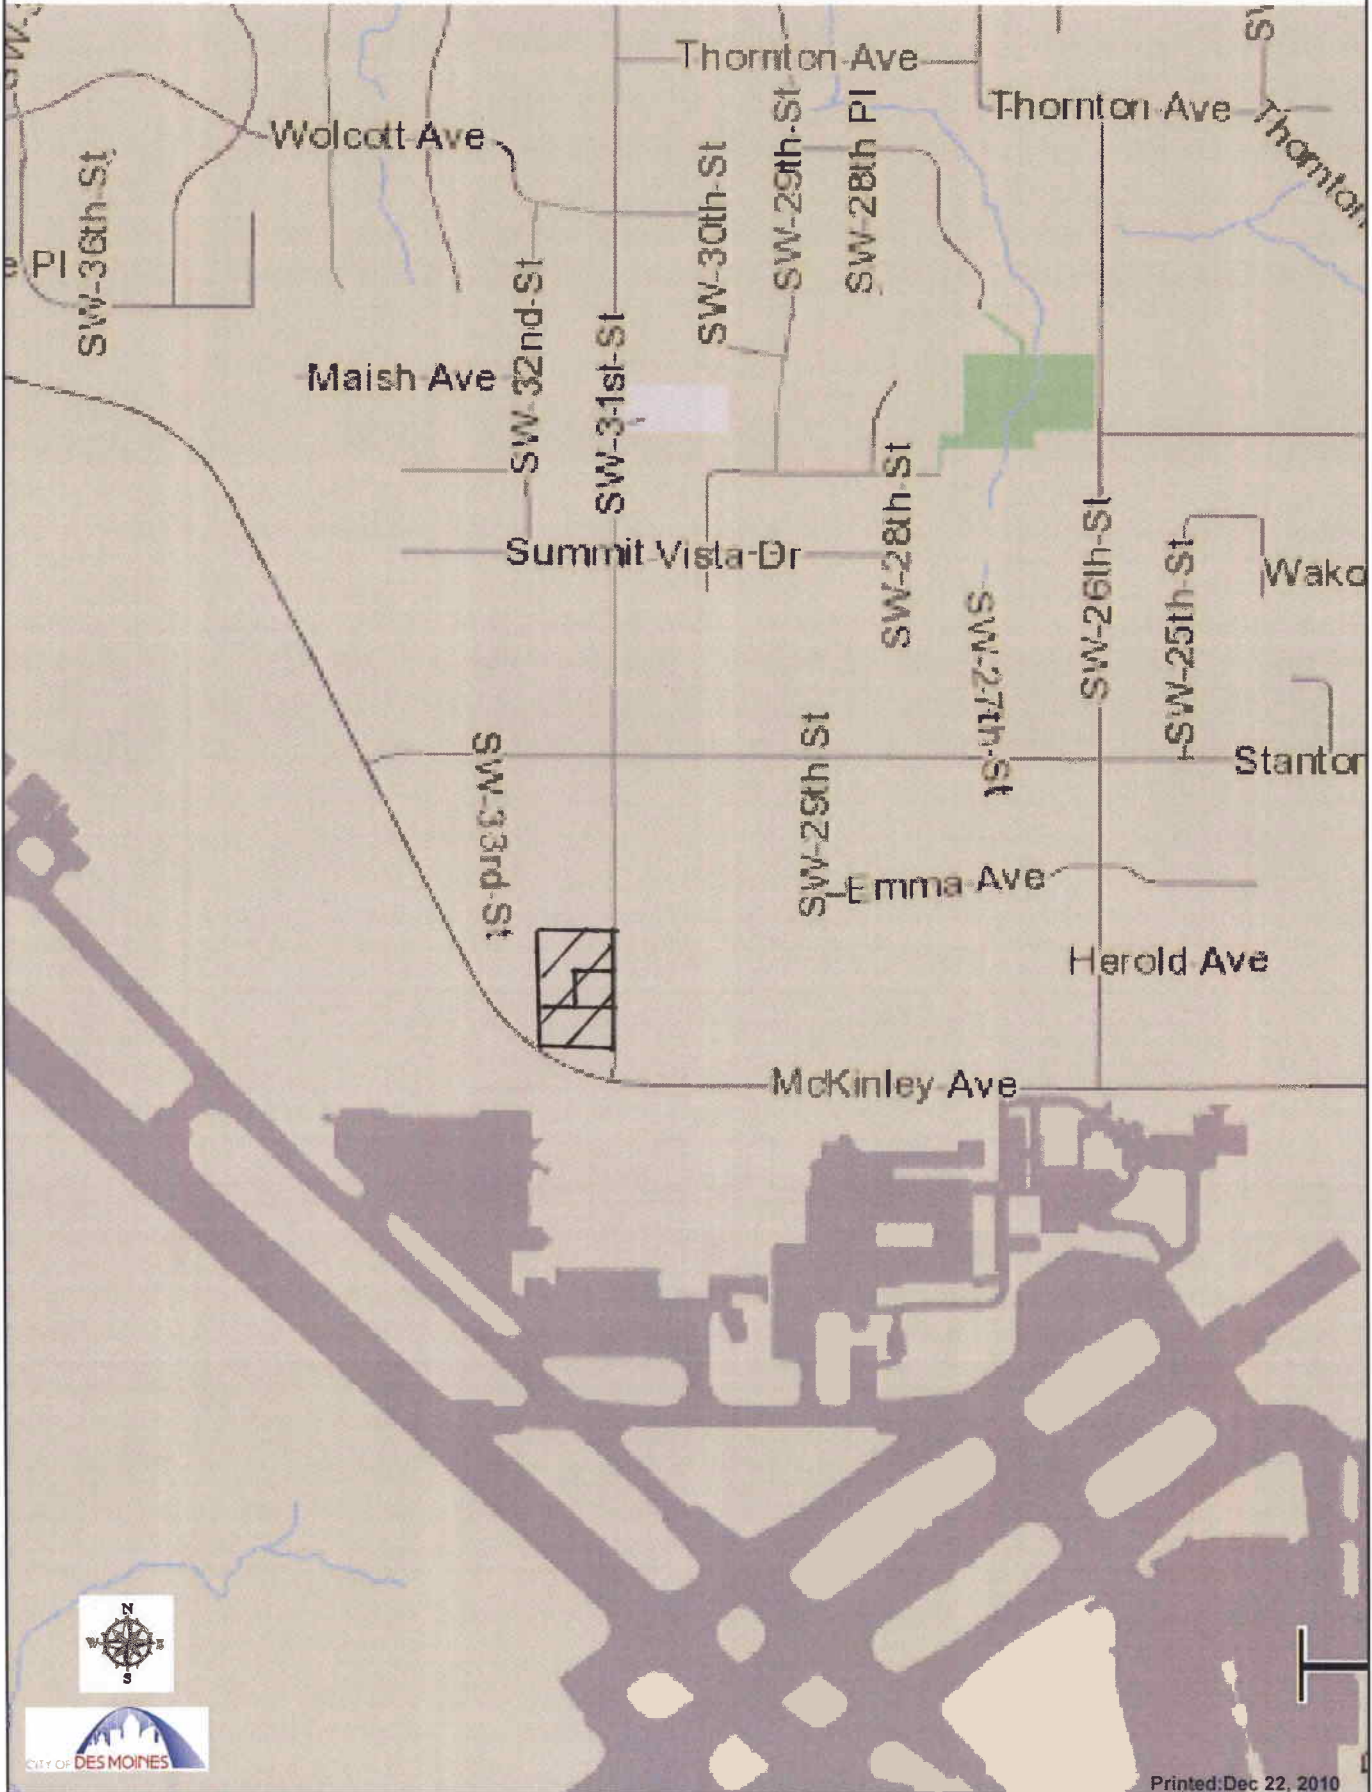 Thornton Ave
Thornton Ave
Thornton
Wolcott Ave
SW 36th St
Pl
SW 32nd St
SW 31st St
SW 30th St
SW 29th St
SW 28th Pl
Maish Ave
SW 28th St
Summit Vista Dr
SW 27th St
SW 26th St
SW 25th St
Wako
Stanton
SW 33rd St
SW 29th St
Emma Ave
Herold Ave
McKinley Ave
N
W E
S
CITY OF DES MOINES
Printed:Dec 22, 2010